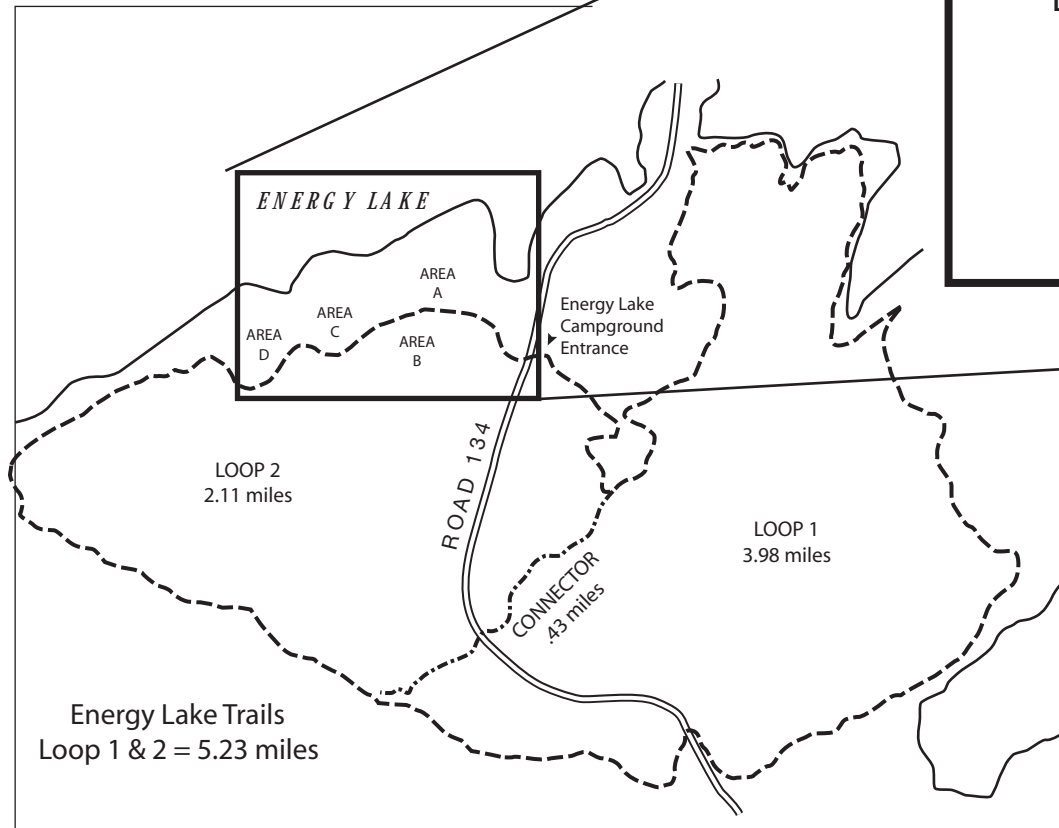 ENERGY LAKE
AREA
A
AREA
C
AREA
D
AREA
B
Energy Lake
Campground
Entrance
ROAD 134
LOOP 2
2.11 miles
LOOP 1
3.98 miles
CONNECTOR
.43 miles
Energy Lake Trails
Loop 1 & 2 = 5.23 miles